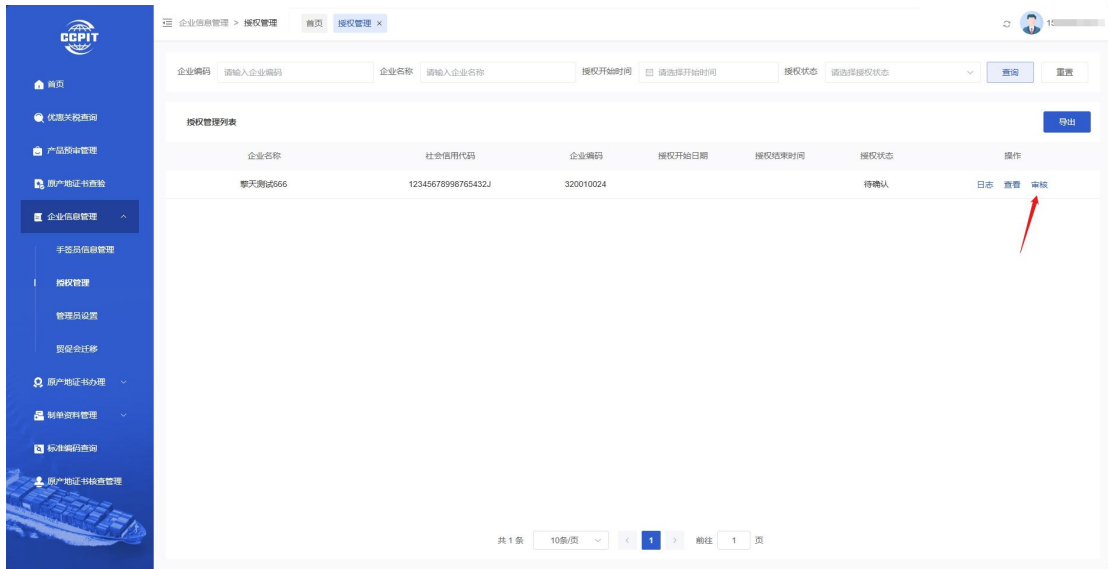 CCPIT
首页
优惠关税查询
产品预审管理
原产地证书查验
企业信息管理
手签员信息管理
授权管理
管理员设置
贸促会迁移
原产地证书办理
制单资料管理
标准编码查询
原产地证书核查管理
企业信息管理 > 授权管理 首页 授权管理 × 15
企业编码 请输入企业编码 企业名称 请输入企业名称 授权开始时间 请选择开始时间 授权状态 请选择授权状态 查询 重置
授权管理列表 导出
企业名称 社会信用代码 企业编码 授权开始日期 授权结束时间 授权状态 操作
擎天测试666 12345678998765432J 320010024 待确认 日志 查看 审核
共 1 条 10条/页 < 1 > 前往 1 页